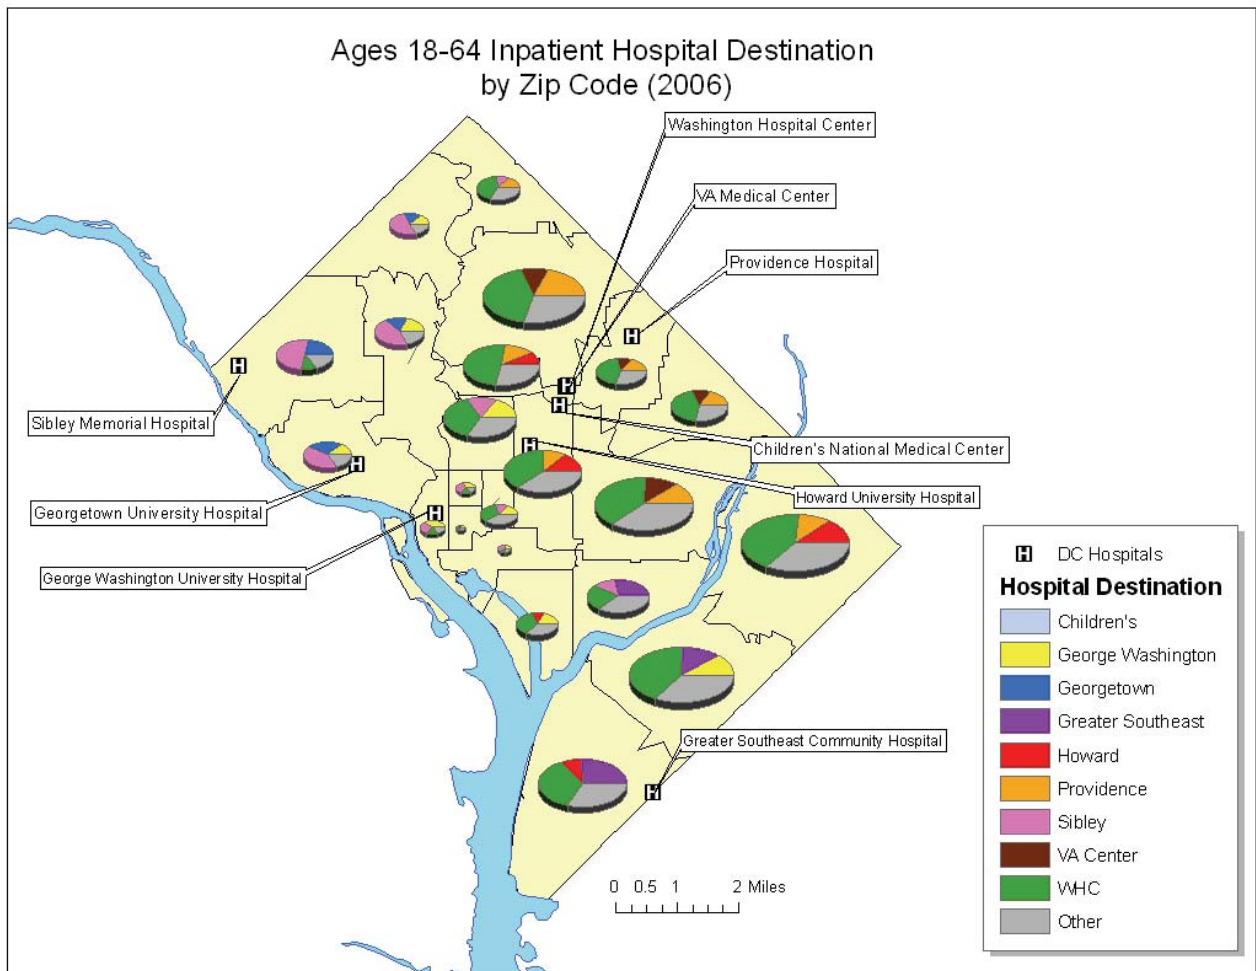 Ages 18-64 Inpatient Hospital Destination
by Zip Code (2006)
Washington Hospital Center
VA Medical Center
Providence Hospital
Sibley Memorial Hospital
Children's National Medical Center
Howard University Hospital
Georgetown University Hospital
George Washington University Hospital
Greater Southeast Community Hospital
H DC Hospitals
Hospital Destination
Children's
George Washington
Georgetown
Greater Southeast
Howard
Providence
Sibley
VA Center
WHC
Other
0 0.5 1 2 Miles